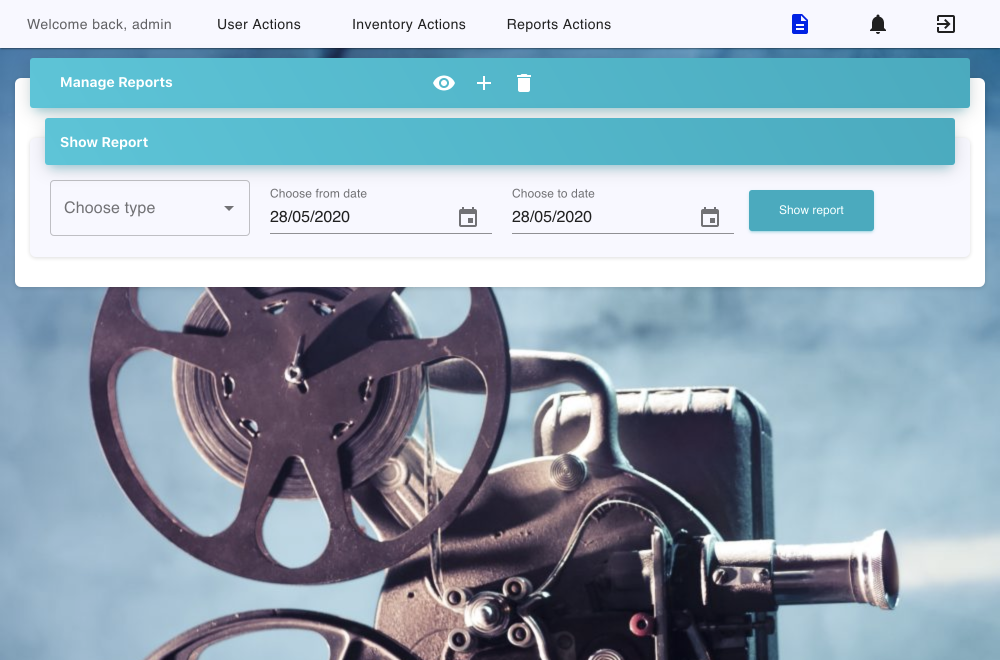 Welcome back, admin User Actions Inventory Actions Reports Actions
Manage Reports
Show Report
Choose type
Choose from date
28/05/2020
Choose to date
28/05/2020
Show report